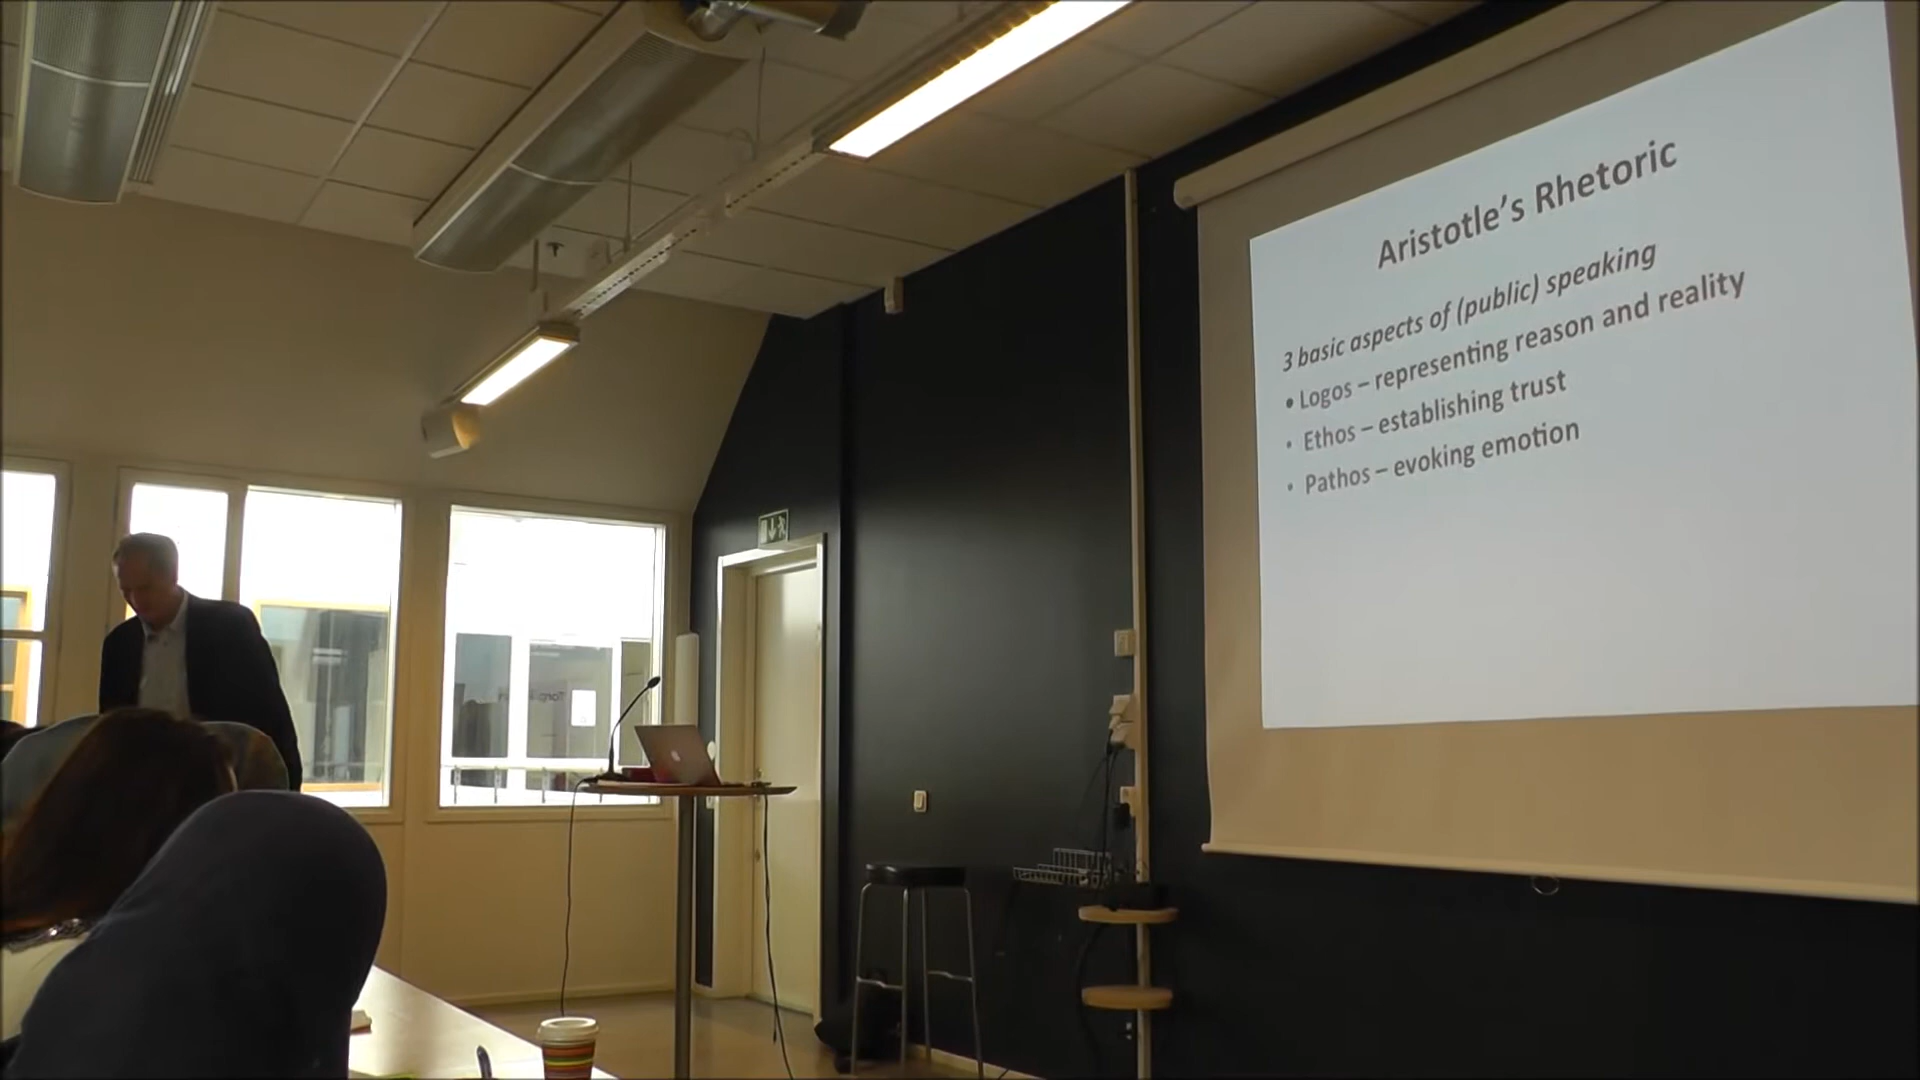 Aristotle's Rhetoric
3 basic aspects of (public) speaking
• Logos – representing reason and reality
• Ethos – establishing trust
• Pathos – evoking emotion